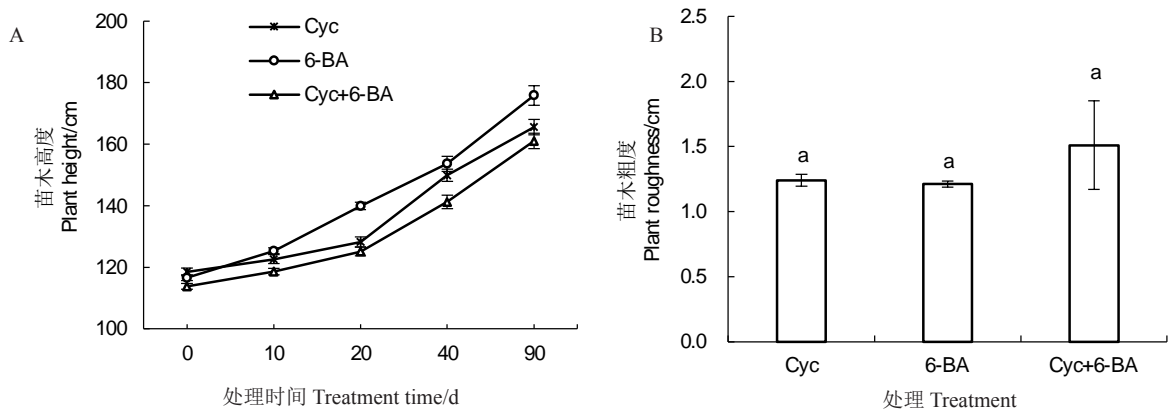 A
苗木高度
Plant height/cm
200
180
160
140
120
100
Cyc
6-BA
Cyc+6-BA
0 10 20 40 90
处理时间 Treatment time/d
B
苗木粗度
Plant roughness/cm
2.5
2.0
1.5
1.0
0.5
0.0
a
a
a
Cyc 6-BA Cyc+6-BA
处理 Treatment